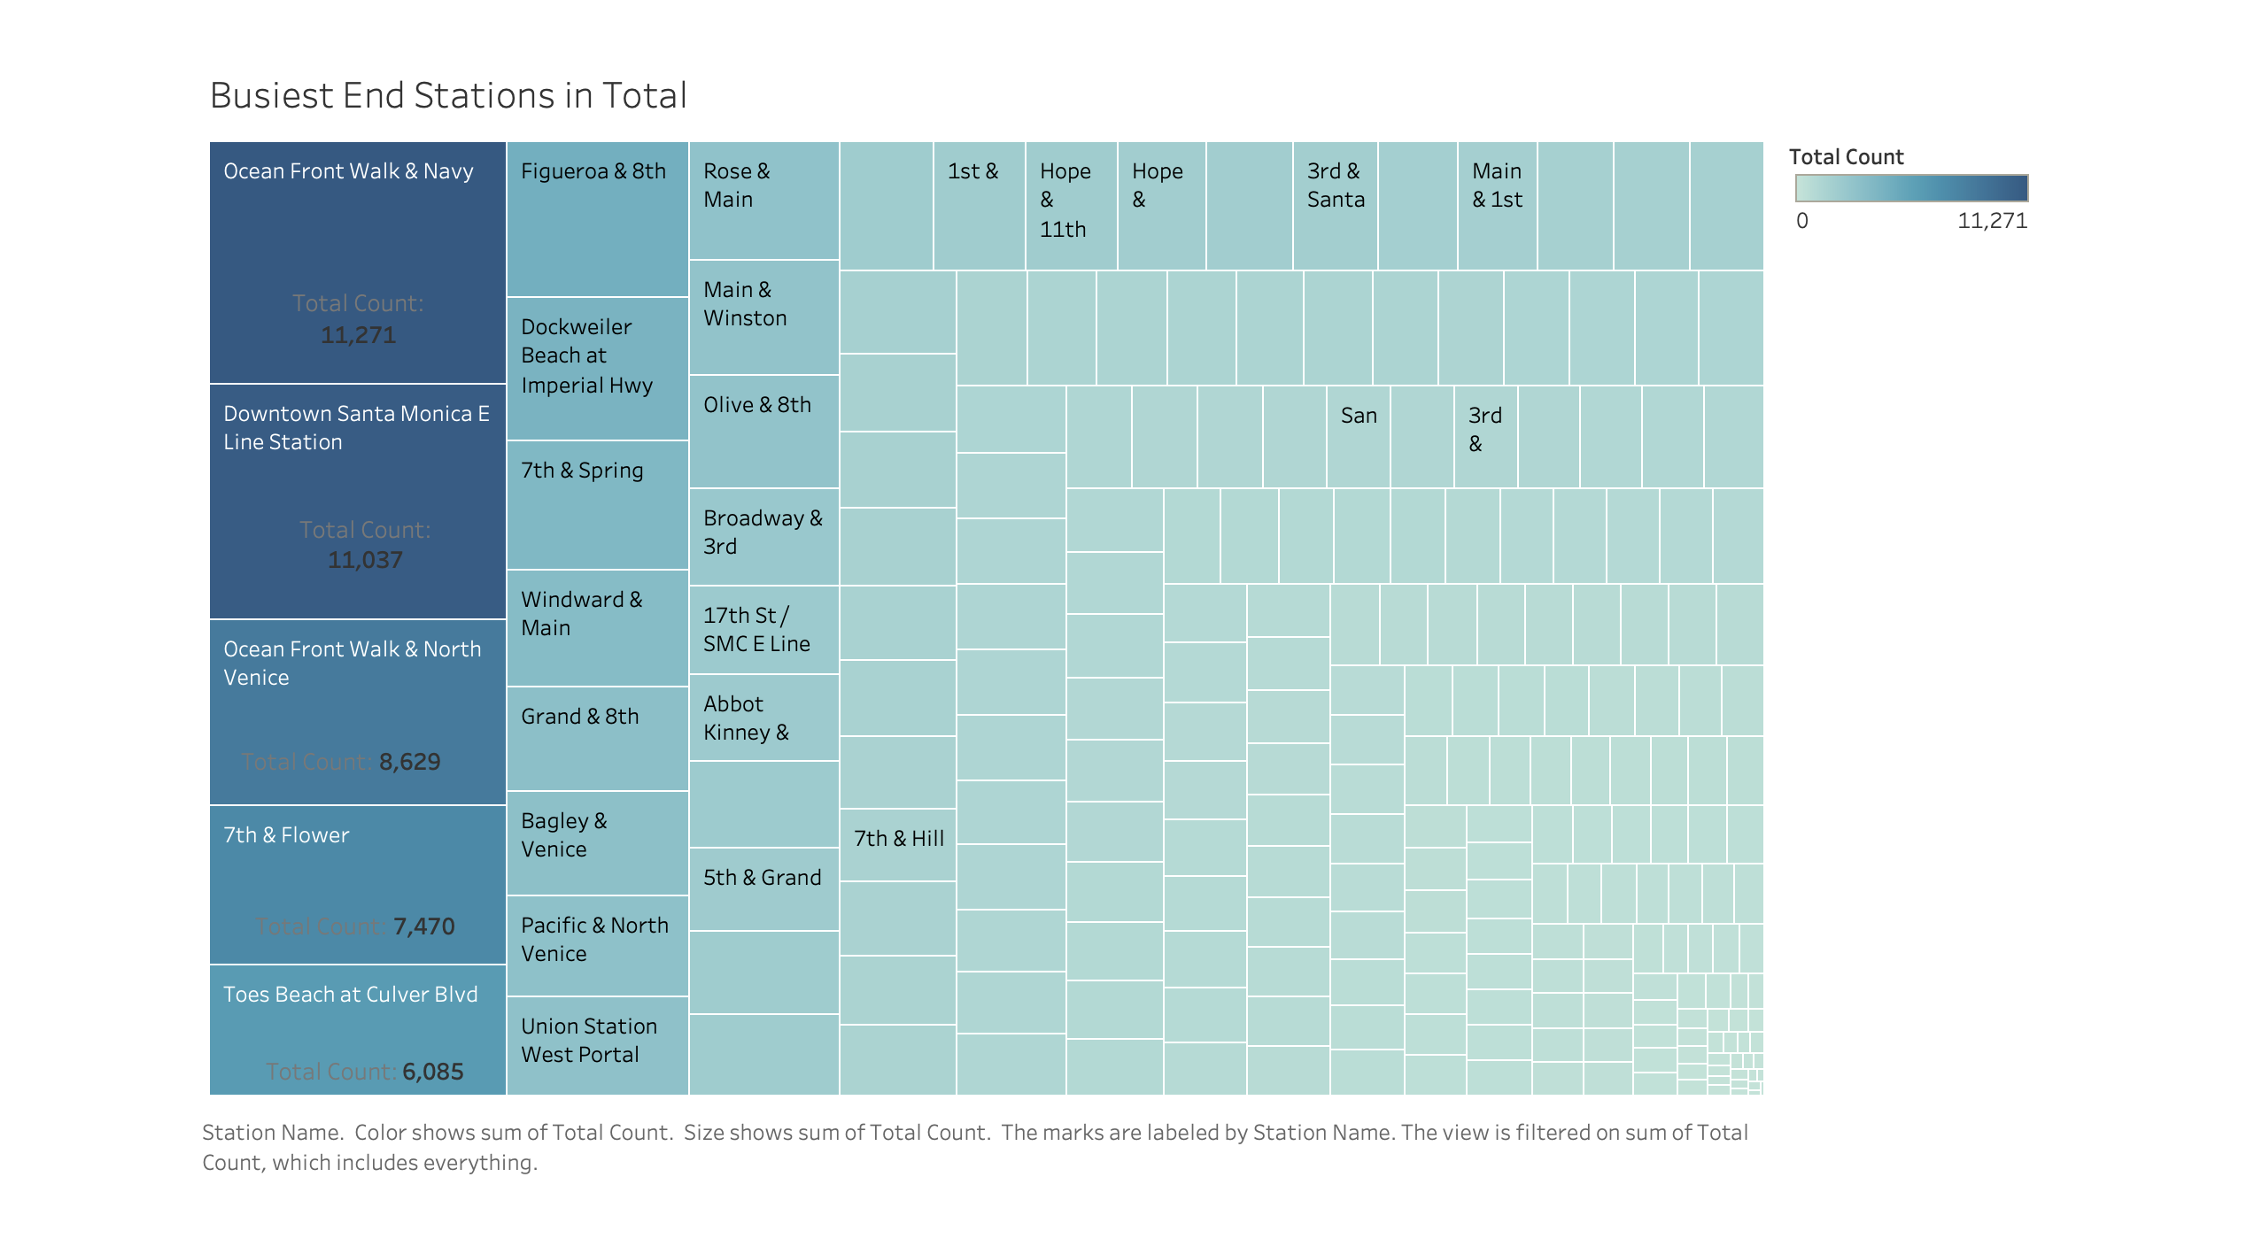 Busiest End Stations in Total
Ocean Front Walk & Navy
Total Count:
11,271
Downtown Santa Monica E
Line Station
Total Count:
11,037
Ocean Front Walk & North
Venice
Total Count: 8,629
7th & Flower
Total Count: 7,470
Toes Beach at Culver Blvd
Total Count: 6,085
Figueroa & 8th
Dockweiler
Beach at
Imperial Hwy
7th & Spring
Windward &
Main
Grand & 8th
Bagley &
Venice
Pacific & North
Venice
Union Station
West Portal
Rose &
Main
Main &
Winston
Olive & 8th
Broadway &
3rd
17th St /
SMC E Line
Abbot
Kinney &
5th & Grand
7th & Hill
1st &
Hope
&
11th
Hope
&
3rd &
Santa
Main
& 1st
San
3rd
&
Total Count
0 11,271
Station Name.  Color shows sum of Total Count.  Size shows sum of Total Count.  The marks are labeled by Station Name. The view is filtered on sum of Total
Count, which includes everything.